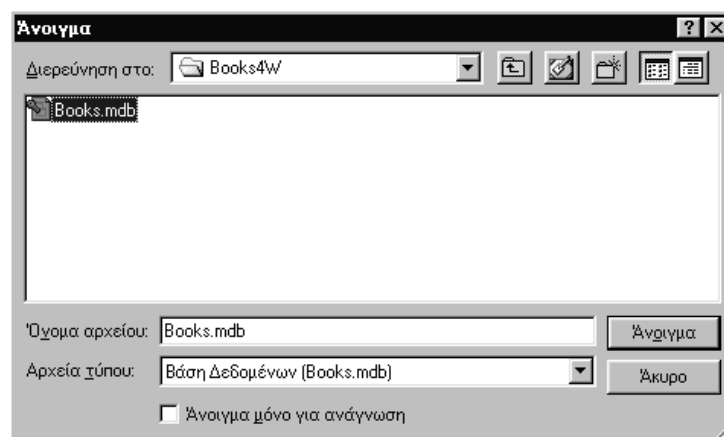 Άνοιγμα
Διερεύνηση στο: Books4W
Books.mdb
Όνομα αρχείου: Books.mdb Άνοιγμα
Αρχεία τύπου: Βάση Δεδομένων (Books.mdb) Άκυρο
Άνοιγμα μόνο για ανάγνωση